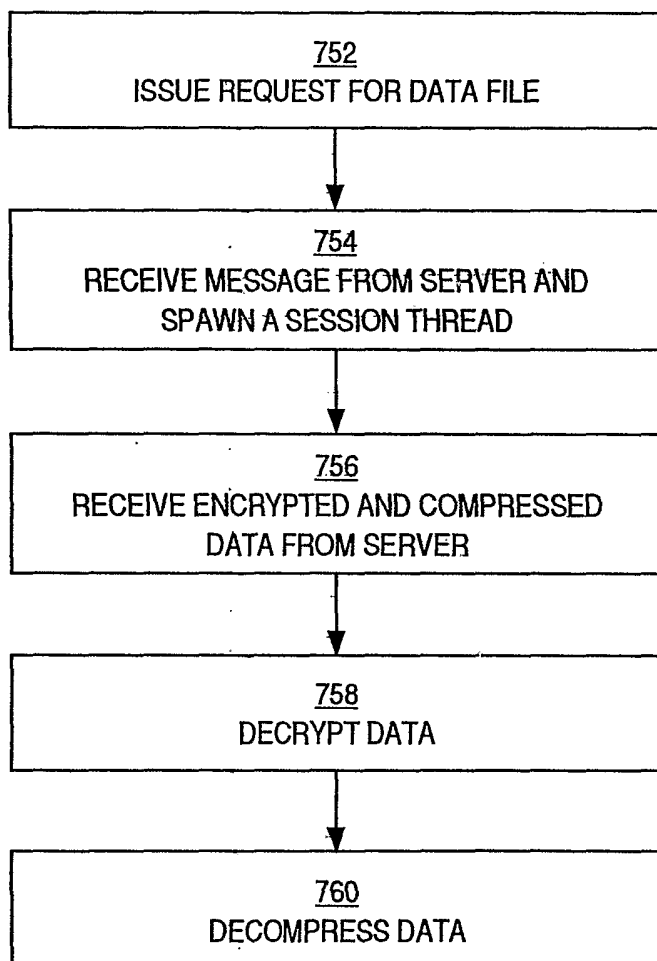 752
ISSUE REQUEST FOR DATA FILE
754
RECEIVE MESSAGE FROM SERVER AND
SPAWN A SESSION THREAD
756
RECEIVE ENCRYPTED AND COMPRESSED
DATA FROM SERVER
758
DECRYPT DATA
760
DECOMPRESS DATA